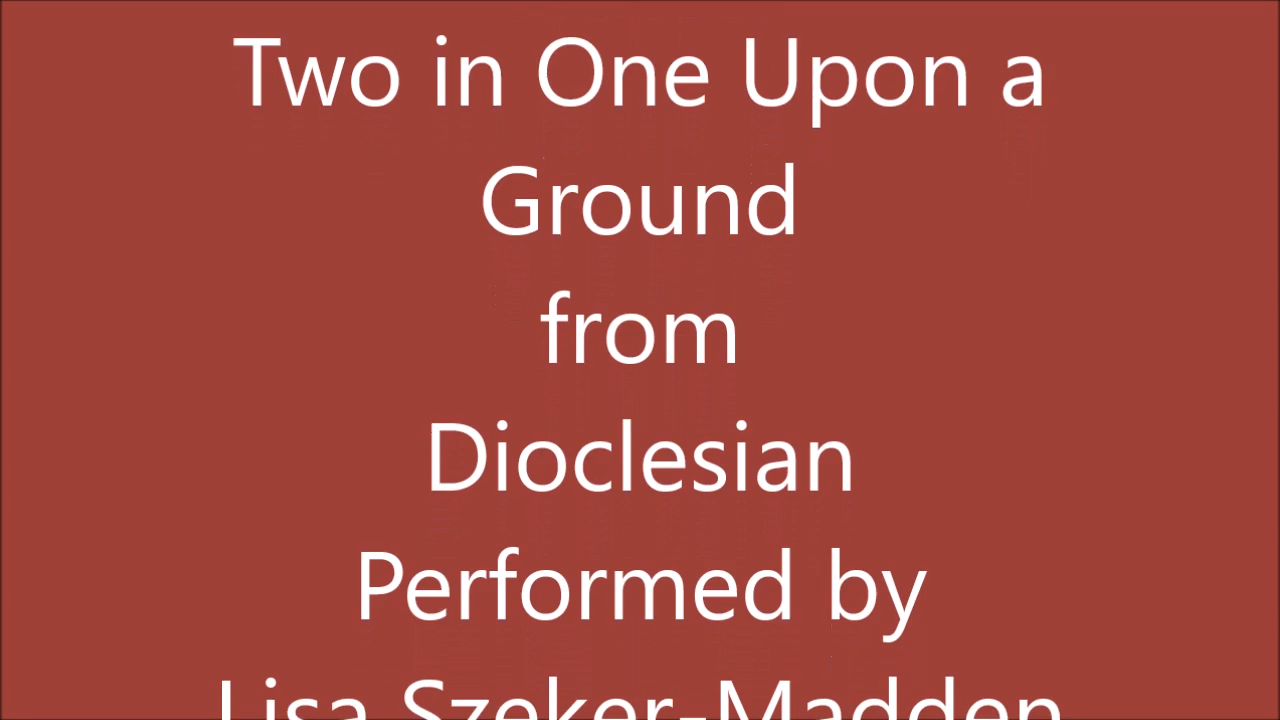 Two in One Upon a
Ground
from
Dioclesian
Performed by
Lisa Szeker-Madden